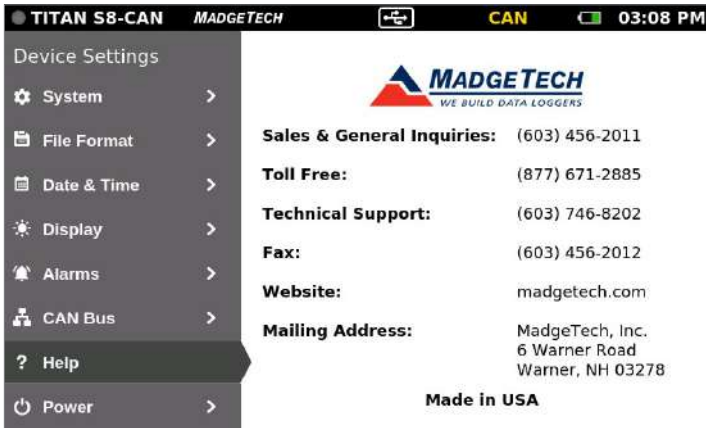 TITAN S8-CAN MADGETECH CAN 03:08 PM
Device Settings
System
File Format
Date & Time
Display
Alarms
CAN Bus
? Help
Power
MADGETECH
WE BUILD DATA LOGGERS
Sales & General Inquiries: (603) 456-2011
Toll Free: (877) 671-2885
Technical Support: (603) 746-8202
Fax: (603) 456-2012
Website: madgetech.com
Mailing Address: MadgeTech, Inc.
6 Warner Road
Warner, NH 03278
Made in USA